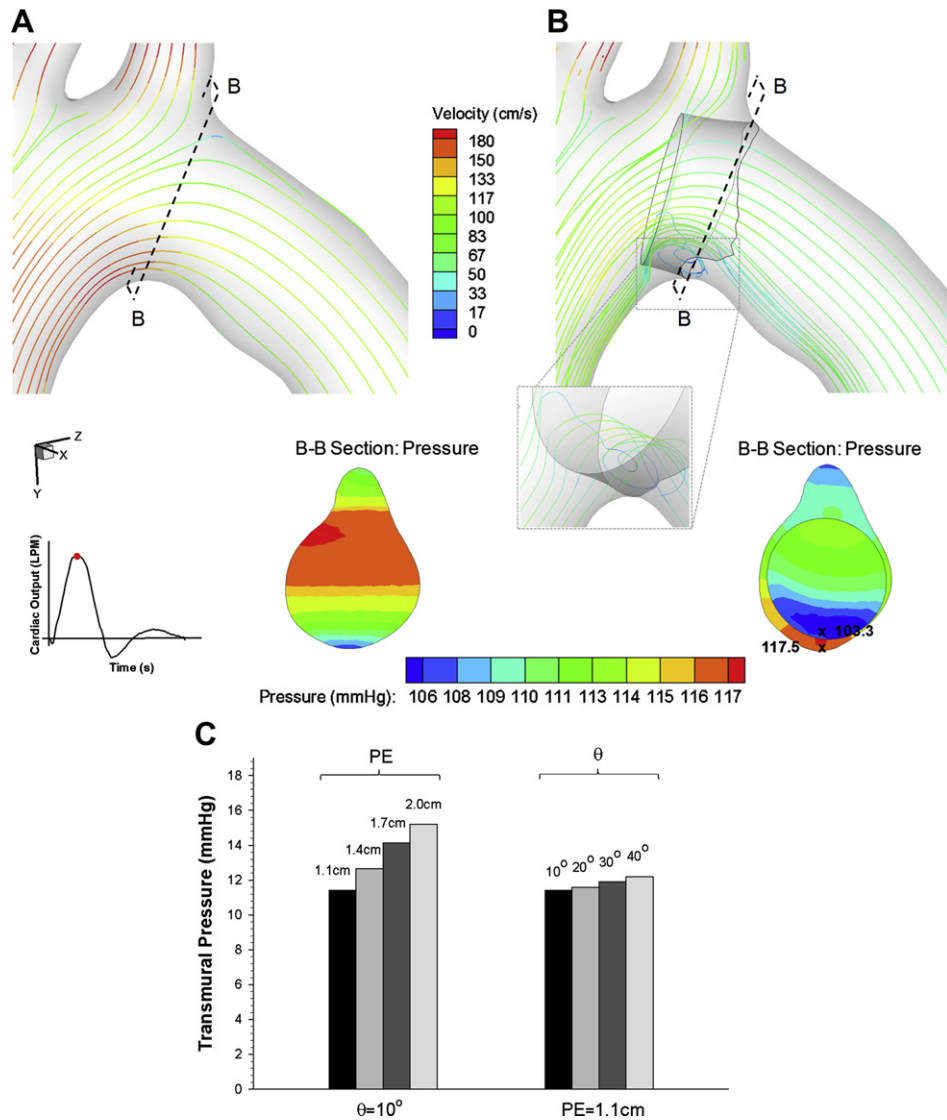 A
B
B
B
Velocity (cm/s)
180
150
133
117
100
83
67
50
33
17
0
B
B
Z
X
Y
Cardiac Output (LPM)
Time (s)
B-B Section: Pressure
B-B Section: Pressure
x 103.3
117.5 x
Pressure (mmHg): 106 108 109 110 111 113 114 115 116 117
C
Transmural Pressure (mmHg)
18
16
14
12
10
8
6
4
2
0
PE
1.1cm
1.4cm
1.7cm
2.0cm
θ
10°
20°
30°
40°
θ=10°
PE=1.1cm